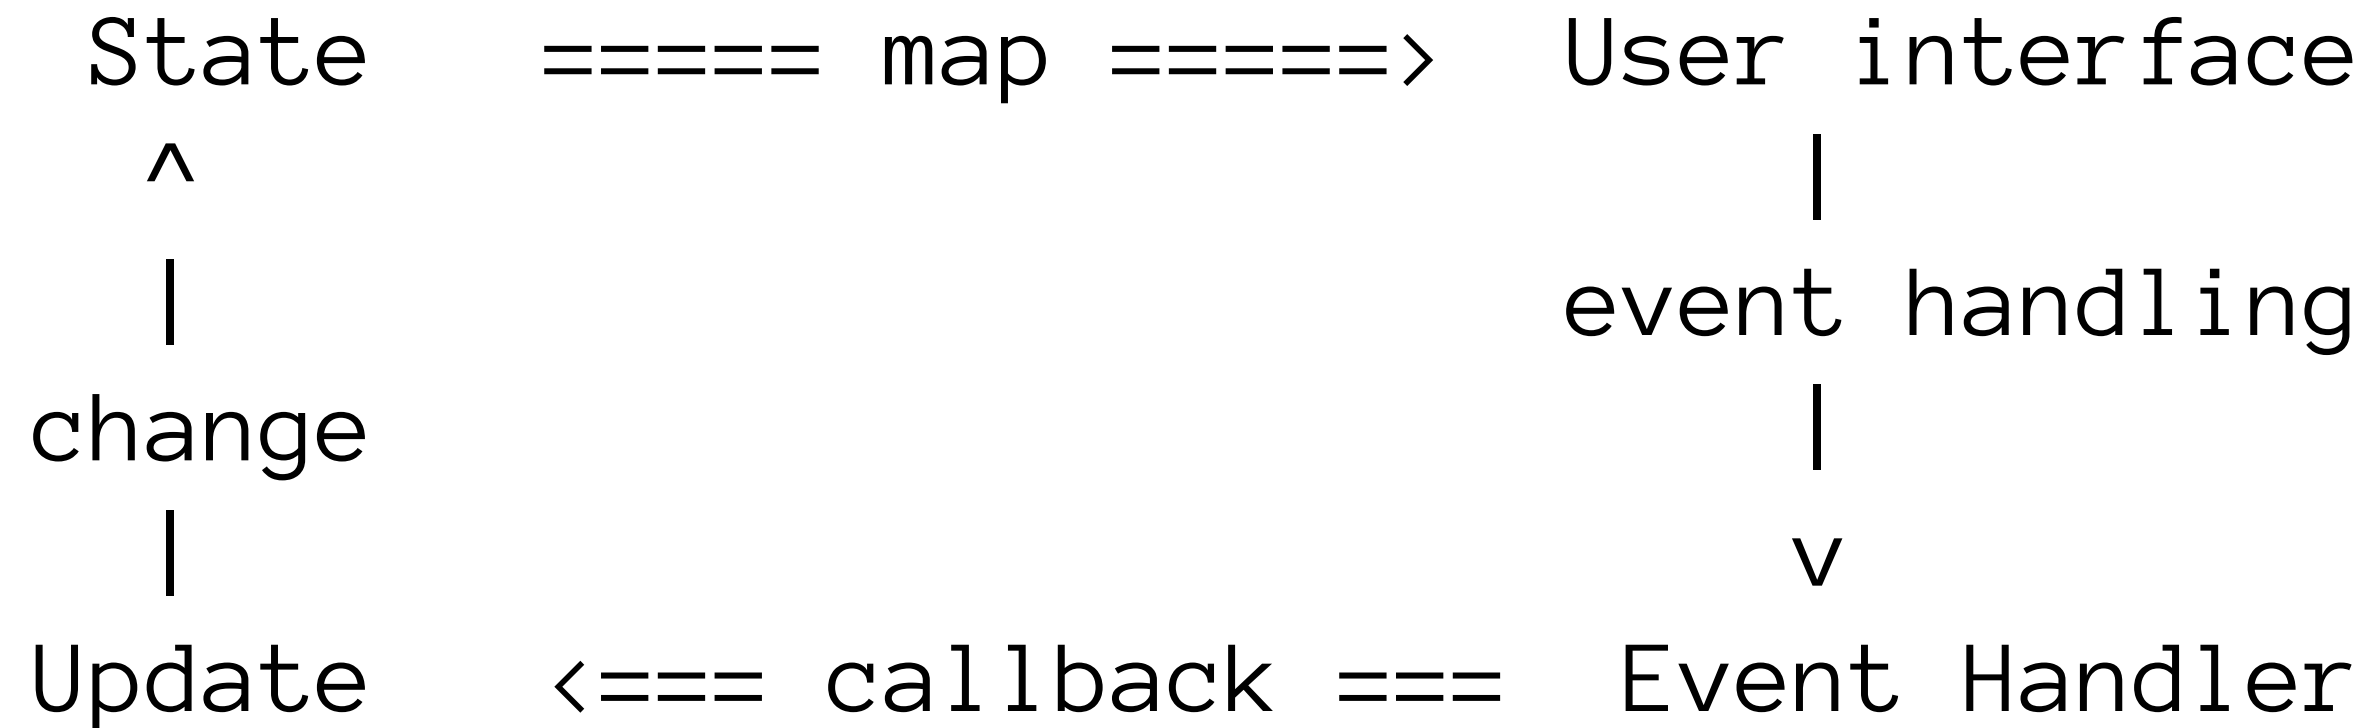 State   ===== map =====>  User interface
  ^                             |
  |                        event handling
change                          |
  |                             v
Update   <=== callback ===  Event Handler